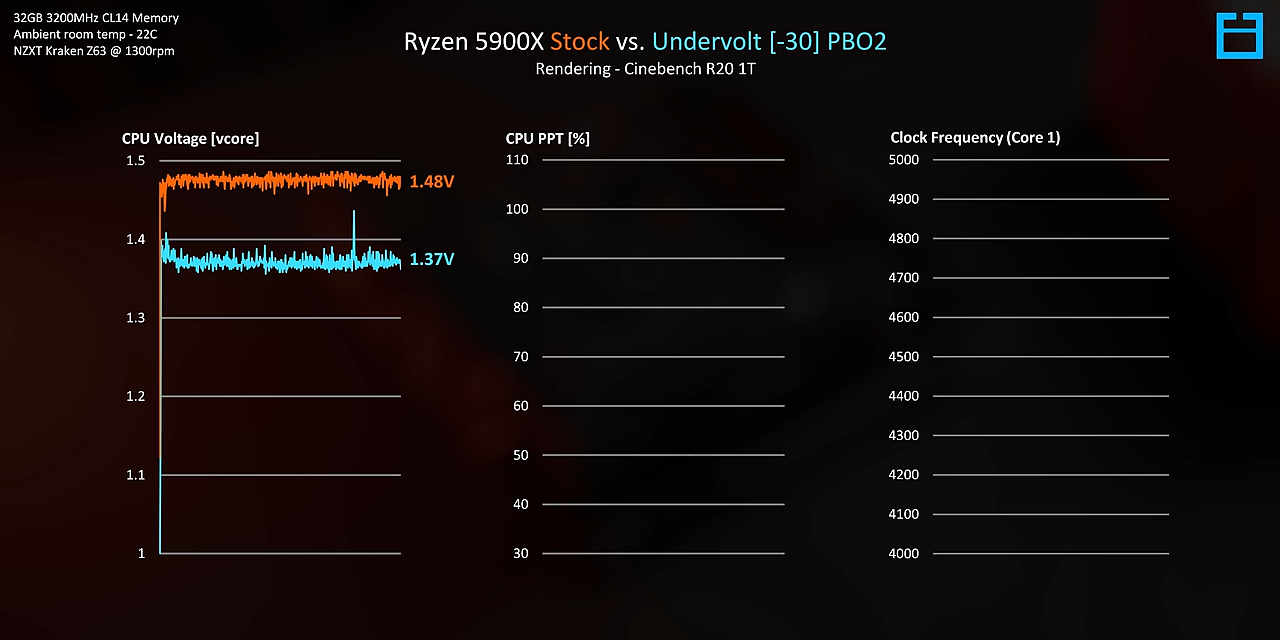 32GB 3200MHz CL14 Memory
Ambient room temp - 22C
NZXT Kraken Z63 @ 1300rpm
Ryzen 5900X Stock vs. Undervolt [-30] PBO2
Rendering - Cinebench R20 1T
CPU Voltage [vcore]
1.5
1.4
1.3
1.2
1.1
1
1.48V
1.37V
CPU PPT [%]
110
100
90
80
70
60
50
40
30
Clock Frequency (Core 1)
5000
4900
4800
4700
4600
4500
4400
4300
4200
4100
4000